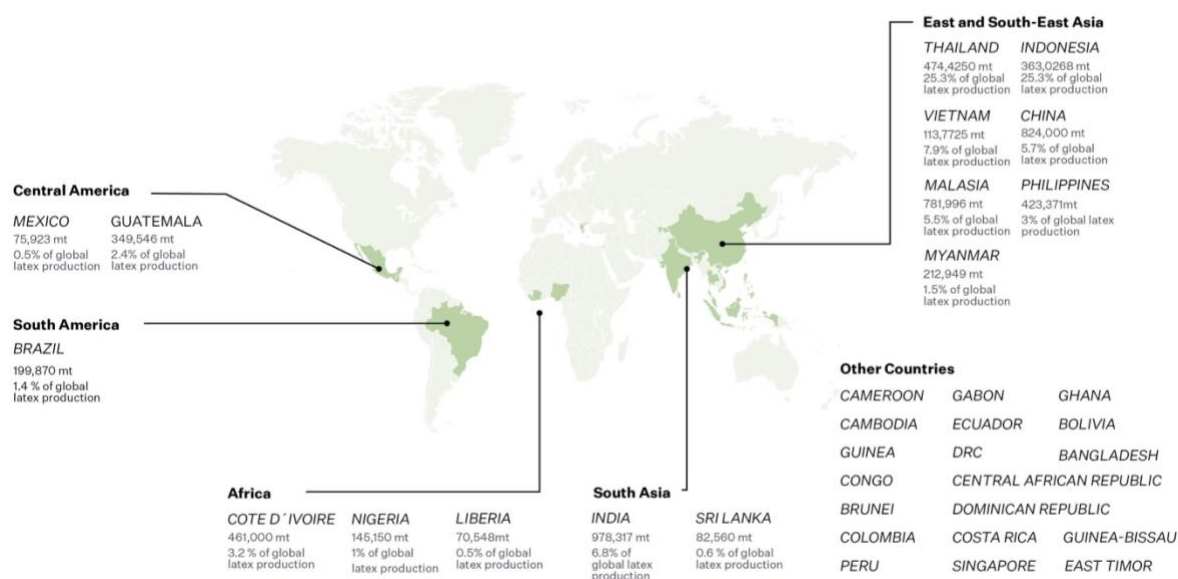 East and South-East Asia
THAILAND INDONESIA
474,4250 mt 363,0268 mt
25.3% of global 25.3% of global
latex production latex production
VIETNAM CHINA
113,7725 mt 824,000 mt
7.9% of global 5.7% of global
latex production latex production
MALASIA PHILIPPINES
781,996 mt 423,371mt
5.5% of global 3% of global latex
latex production production
MYANMAR
212,949 mt
1.5% of global
latex production
Central America
MEXICO GUATEMALA
75,923 mt 349,546 mt
0.5% of global 2.4% of global
latex production latex production
South America
BRAZIL
199,870 mt
1.4 % of global
latex production
Africa
COTE D´IVOIRE NIGERIA LIBERIA
461,000 mt 145,150 mt 70,548mt
3.2 % of global 1% of global 0.5% of global
latex production latex production latex production
South Asia
INDIA SRI LANKA
978,317 mt 82,560 mt
6.8% of 0.6 % of global
global latex latex production
production
Other Countries
CAMEROON GABON GHANA
CAMBODIA ECUADOR BOLIVIA
GUINEA DRC BANGLADESH
CONGO CENTRAL AFRICAN REPUBLIC
BRUNEI DOMINICAN REPUBLIC
COLOMBIA COSTA RICA GUINEA-BISSAU
PERU SINGAPORE EAST TIMOR